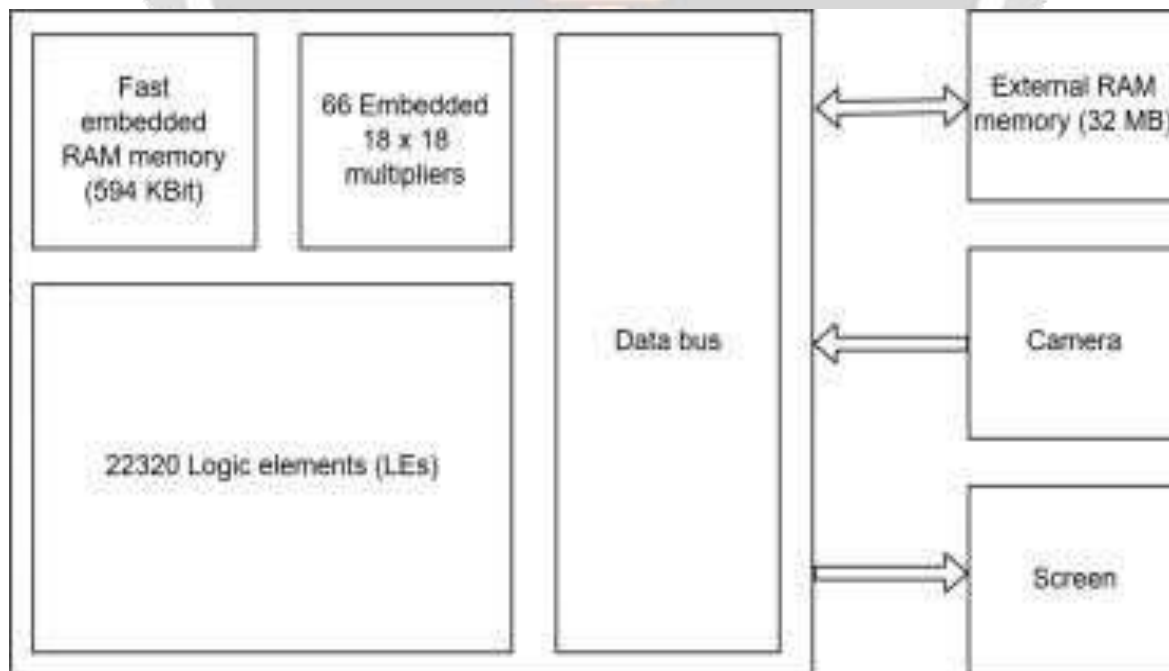 Fast
embedded
RAM memory
(594 KBit)
66 Embedded
18 x 18
multipliers
Data bus
22320 Logic elements (LEs)
External RAM
memory (32 MB)
Camera
Screen